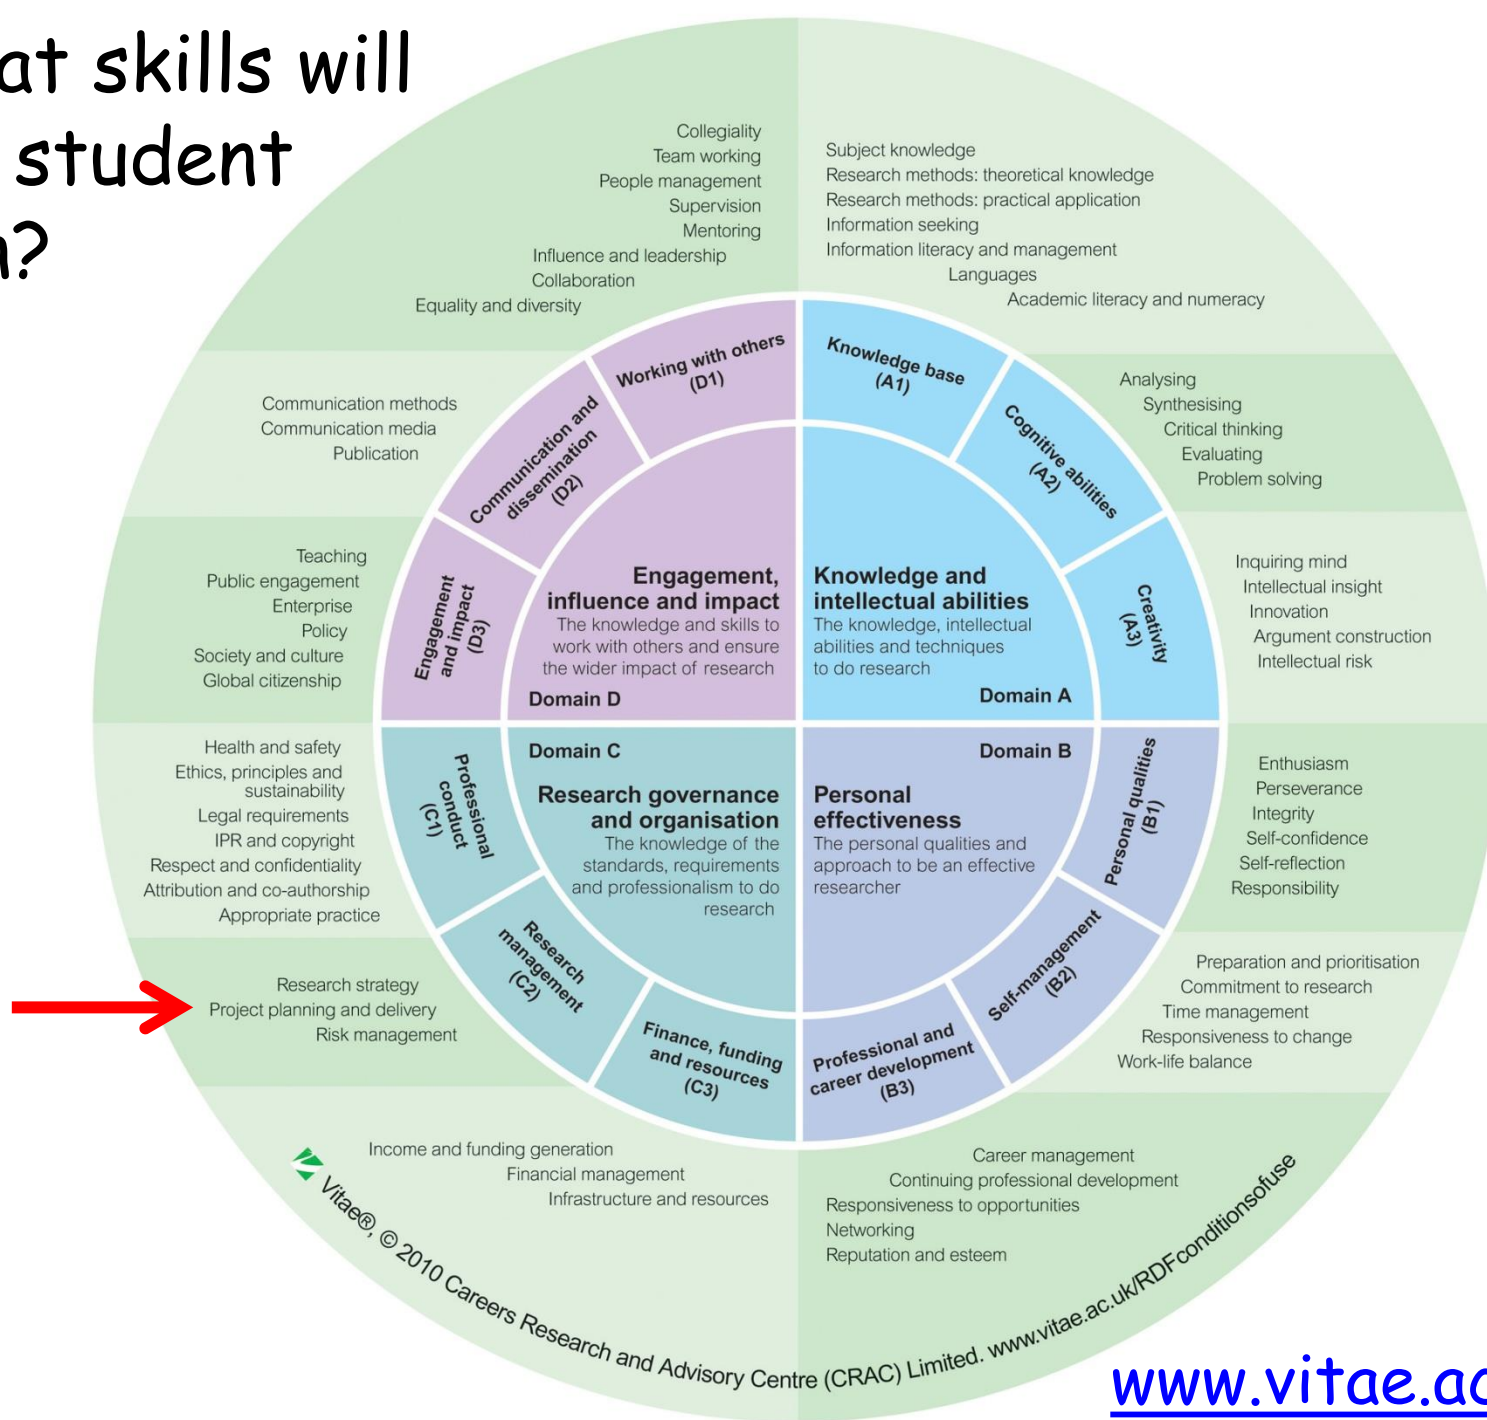 at skills will
student
?
Collegiality
Team working
People management
Supervision
Mentoring
Influence and leadership
Collaboration
Equality and diversity
Subject knowledge
Research methods: theoretical knowledge
Research methods: practical application
Information seeking
Information literacy and management
Languages
Academic literacy and numeracy
Communication methods
Communication media
Publication
Analysing
Synthesising
Critical thinking
Evaluating
Problem solving
Teaching
Public engagement
Enterprise
Policy
Society and culture
Global citizenship
Inquiring mind
Intellectual insight
Innovation
Argument construction
Intellectual risk
Working with others
(D1)
Knowledge base
(A1)
Communication and
dissemination
(D2)
Cognitive abilities
(A2)
Engagement
and impact
(D3)
Creativity
(A3)
Engagement,
influence and impact
The knowledge and skills to
work with others and ensure
the wider impact of research
Domain D
Knowledge and
intellectual abilities
The knowledge, intellectual
abilities and techniques
to do research
Domain A
Domain C
Research governance
and organisation
The knowledge of the
standards, requirements
and professionalism to do
research
Domain B
Personal
effectiveness
The personal qualities and
approach to be an effective
researcher
Professional
conduct
(C1)
Personal qualities
(B1)
Research
management
(C2)
Self-management
(B2)
Finance, funding
and resources
(C3)
Professional and
career development
(B3)
Health and safety
Ethics, principles and
sustainability
Legal requirements
IPR and copyright
Respect and confidentiality
Attribution and co-authorship
Appropriate practice
Enthusiasm
Perseverance
Integrity
Self-confidence
Self-reflection
Responsibility
Research strategy
Project planning and delivery
Risk management
Preparation and prioritisation
Commitment to research
Time management
Responsiveness to change
Work-life balance
Income and funding generation
Financial management
Infrastructure and resources
Career management
Continuing professional development
Responsiveness to opportunities
Networking
Reputation and esteem
Vitae®, © 2010 Careers Research and Advisory Centre (CRAC) Limited. www.vitae.ac.uk/RDFconditionsofuse
www.vitae.ac